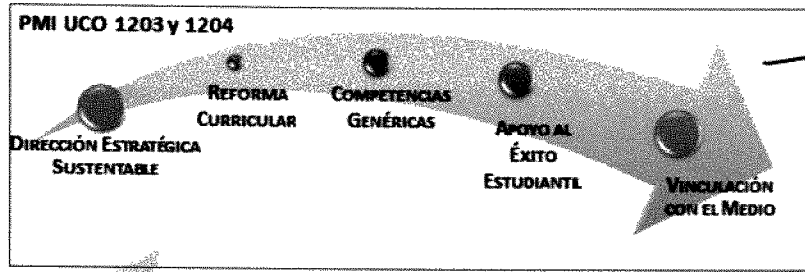 PMI UCO 1203 y 1204
DIRECCIÓN ESTRATÉGICA
SUSTENTABLE
REFORMA
CURRICULAR
COMPETENCIAS
GENÉRICAS
APOYO AL
ÉXITO
ESTUDIANTIL
VINCULACIÓN
CON EL MEDIO